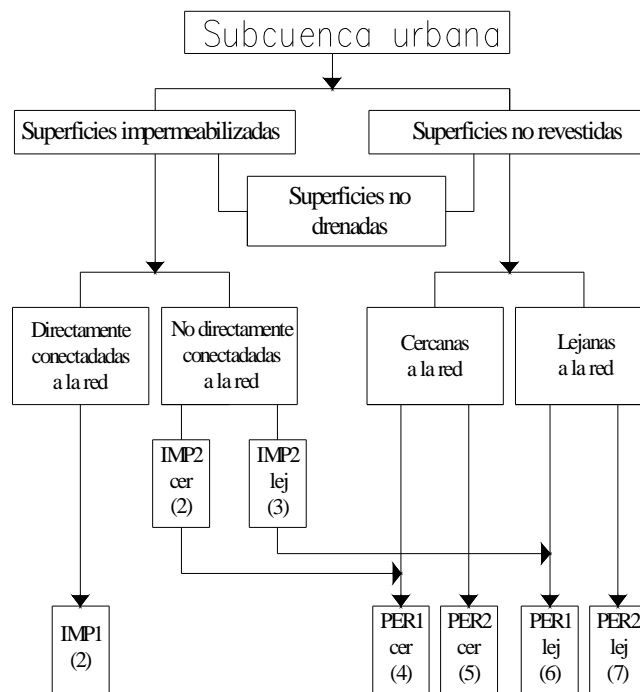 Subcuenca urbana
Superficies impermeabilizadas
Superficies no revestidas
Superficies no
drenadas
Directamente
conectadadas
a la red
No directamente
conectadadas
a la red
Cercanas
a la red
Lejanas
a la red
IMP2
cer
(2)
IMP2
lej
(3)
IMP1
(2)
PER1
cer
(4)
PER2
cer
(5)
PER1
lej
(6)
PER2
lej
(7)